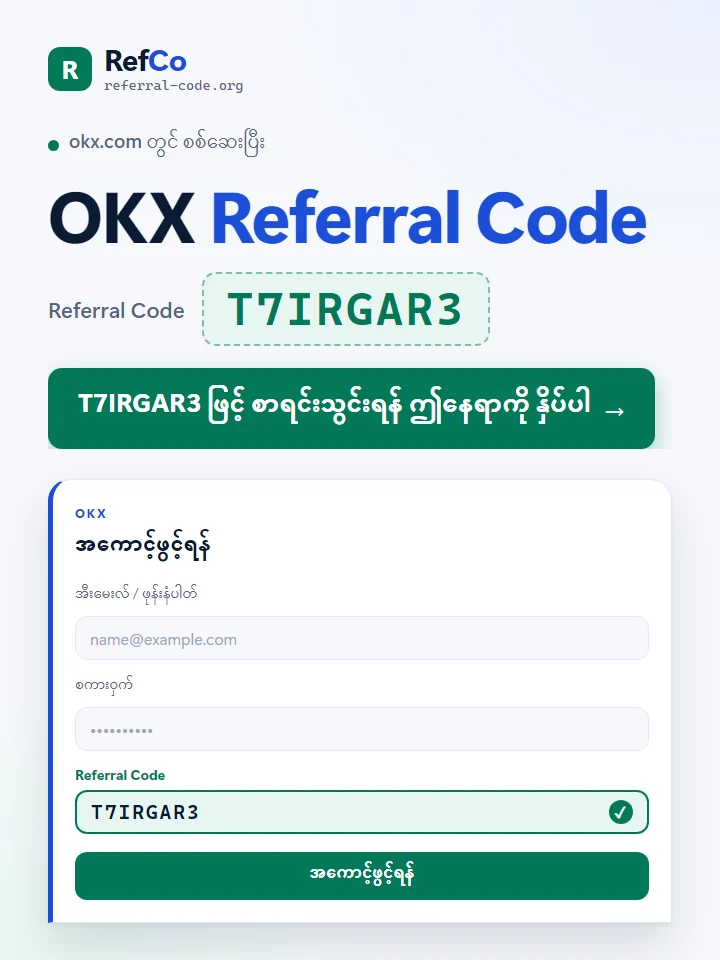 R
RefCo
referral-code.org
okx.com တွင် စစ်ဆေးပြီး
OKX Referral Code
Referral Code T7IRGAR3
T7IRGAR3 ဖြင့် စာရင်းသွင်းရန် ဤနေရာကို နှိပ်ပါ →
OKX
အကောင့်ဖွင့်ရန်
အီးမေးလ် / ဖုန်းနံပါတ်
name@example.com
စကားဝှက်
••••••••••
Referral Code
T7IRGAR3 ✓
အကောင့်ဖွင့်ရန်